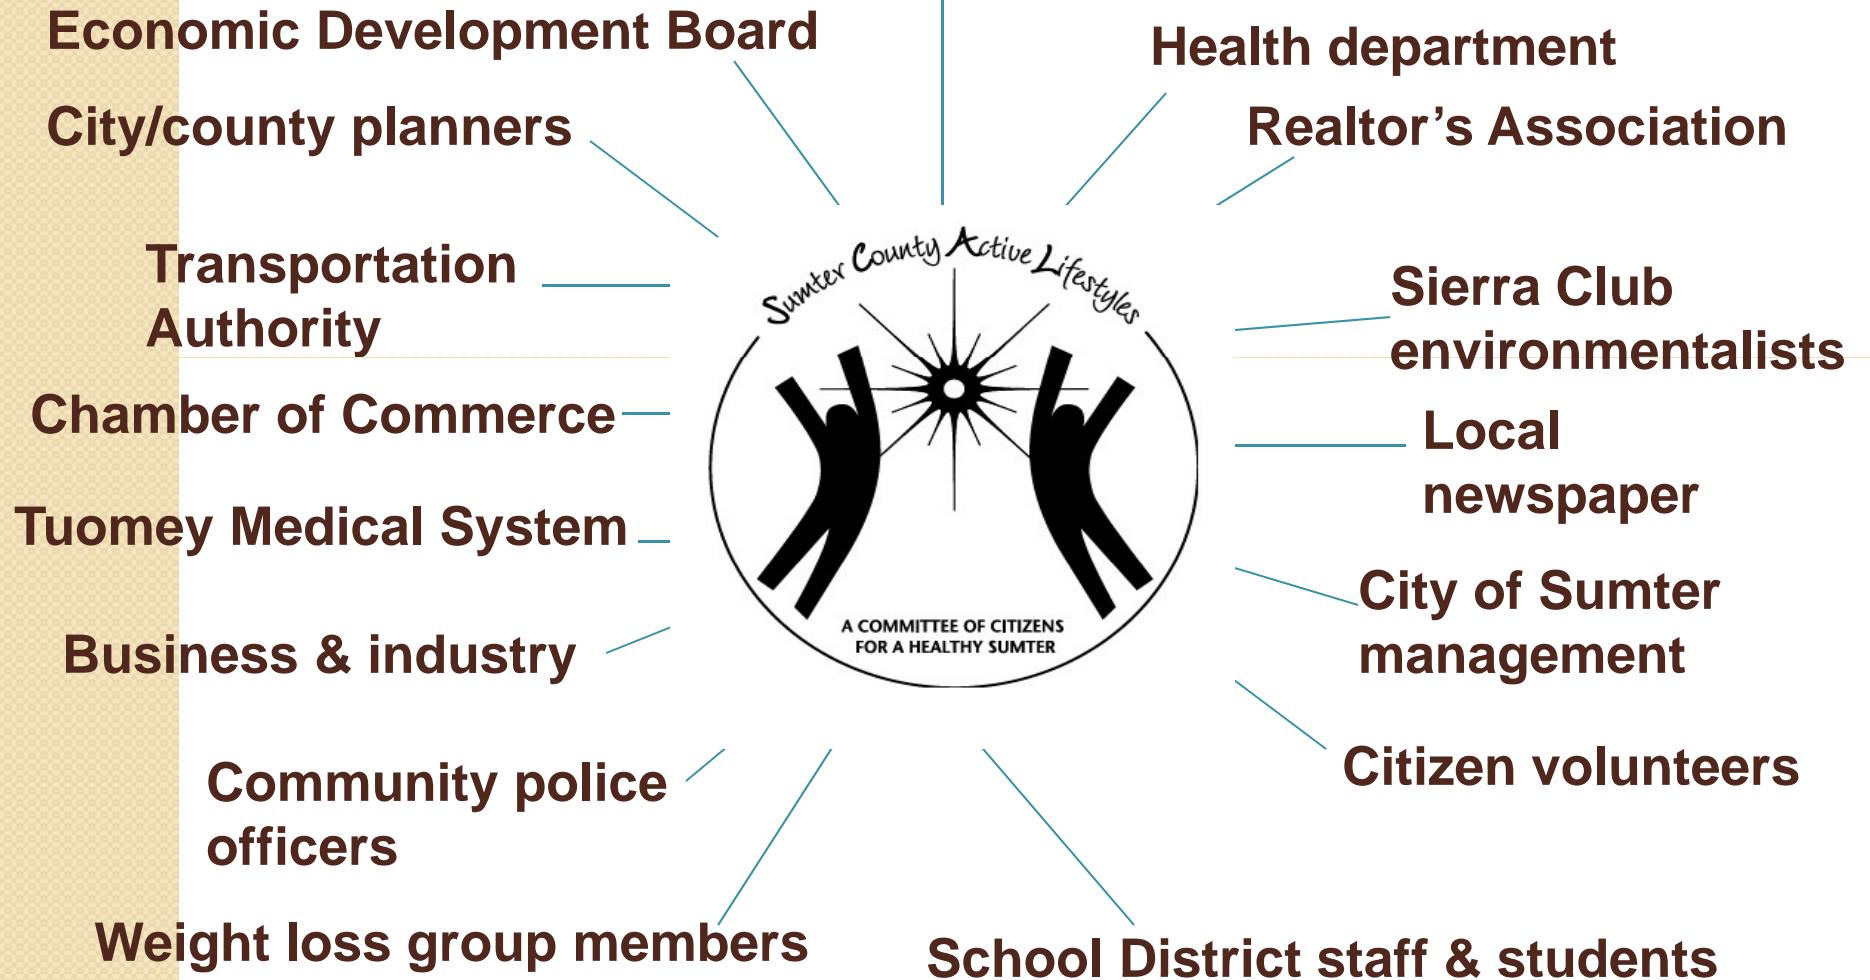 Economic Development Board
Health department
City/county planners
Realtor’s Association
Transportation
Authority
Sumter County Active Lifestyles
Sierra Club
environmentalists
Chamber of Commerce
Local
newspaper
Tuomey Medical System
City of Sumter
management
A COMMITTEE OF CITIZENS
FOR A HEALTHY SUMTER
Business & industry
Community police
officers
Citizen volunteers
Weight loss group members
School District staff & students